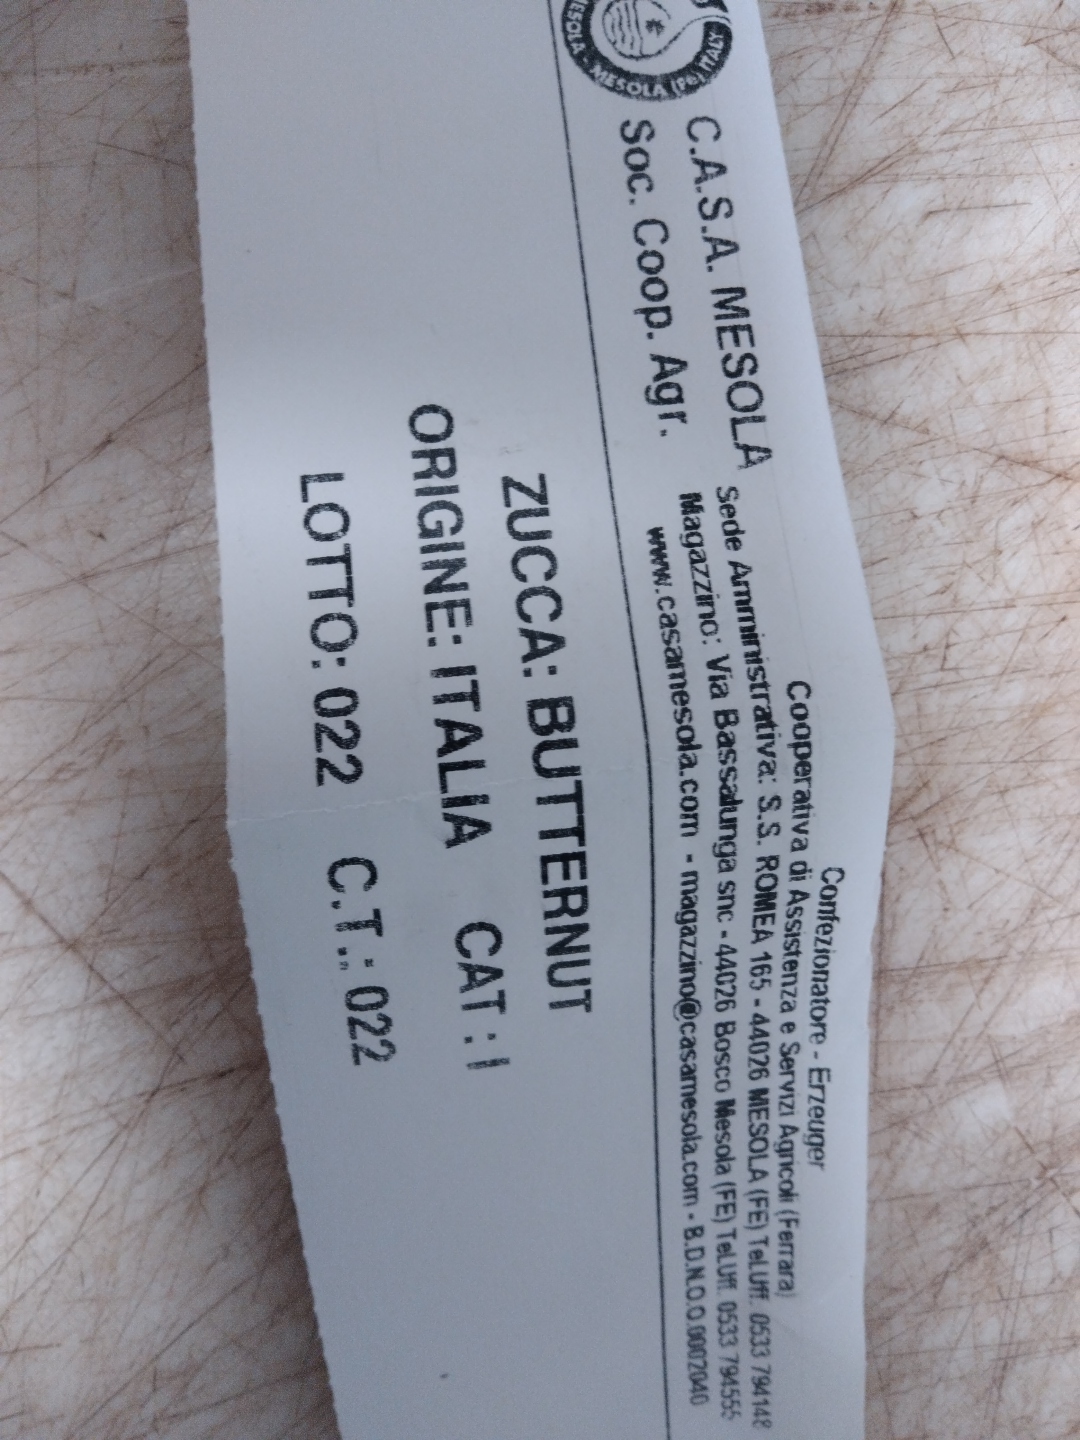 MESOLA - MESOLA (Fe) ITALY
C.A.S.A. MESOLA
Soc. Coop. Agr.
Confezionatore - Erzeuger
Cooperativa di Assistenza e Servizi Agricoli (Ferrara)
Sede Amministrativa: S.S. ROMEA 165 - 44026 MESOLA (FE) Tel.Uff. 0533 794148
Magazzino: Via Bassalunga snc - 44026 Bosco Mesola (FE) Tel.Uff. 0533 794555
www.casamesola.com - magazzino@casamesola.com - B.D.N.O.O.0002040
ZUCCA: BUTTERNUT
ORIGINE: ITALIA CAT : I
LOTTO: 022 C.T.: 022